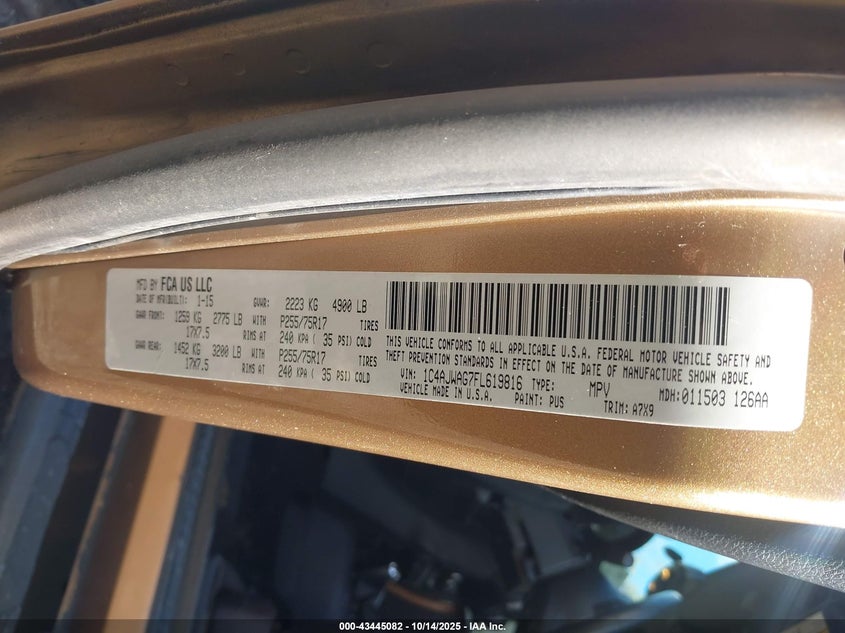 MFD BY FCA US LLC
DATE OF MFR(BUILT): 1-15 GVWR: 2223 KG 4900 LB
GAWR FRONT: 1259 KG 2775 LB WITH P255/75R17 TIRES
17X7.5 RIMS AT 240 KPA ( 35 PSI) COLD
GAWR REAR: 1452 KG 3200 LB WITH P255/75R17 TIRES
17X7.5 RIMS AT 240 KPA ( 35 PSI) COLD
THIS VEHICLE CONFORMS TO ALL APPLICABLE U.S.A. FEDERAL MOTOR VEHICLE SAFETY AND
THEFT PREVENTION STANDARDS IN EFFECT ON THE DATE OF MANUFACTURE SHOWN ABOVE.
VIN: 1C4AJWAG7FL619816 TYPE: MPV MDH: 011503 126AA
VEHICLE MADE IN U.S.A. PAINT: PUS TRIM: A7X9
000-43445082 / 10/14/2025 - IAA Inc.